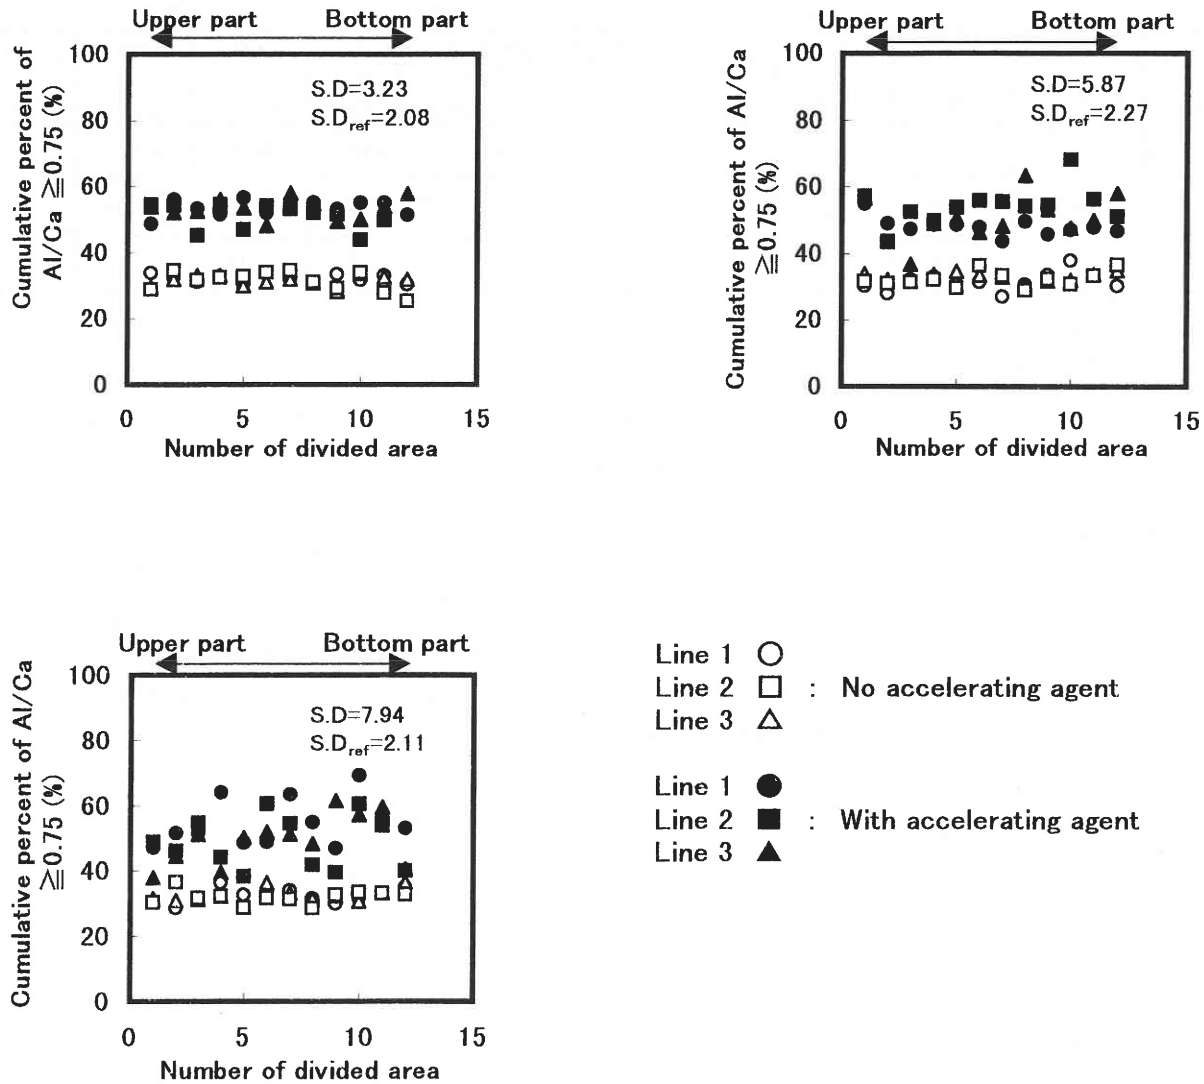 Upper part Bottom part
Cumulative percent of
Al/Ca ≧0.75 (%)
100
80
60
40
20
0
S.D=3.23
S.Dref=2.08
0 5 10 15
Number of divided area
Upper part Bottom part
Cumulative percent of Al/Ca
≧0.75 (%)
100
80
60
40
20
0
S.D=5.87
S.Dref=2.27
0 5 10 15
Number of divided area
Upper part Bottom part
Cumulative percent of Al/Ca
≧0.75 (%)
100
80
60
40
20
0
S.D=7.94
S.Dref=2.11
0 5 10 15
Number of divided area
Line 1
Line 2 : No accelerating agent
Line 3
Line 1
Line 2 : With accelerating agent
Line 3